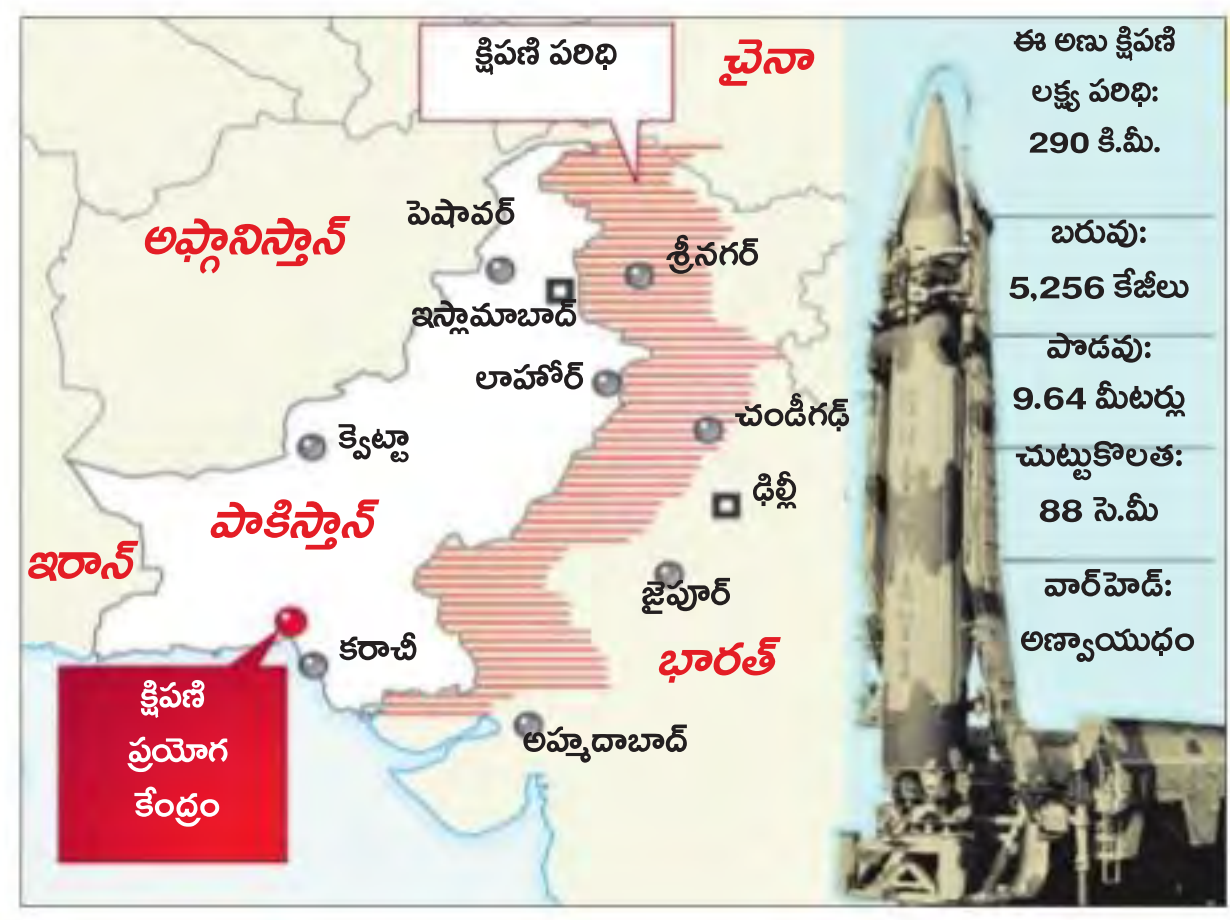 క్షిపణి పరిధి
చైనా
అఫ్గానిస్తాన్
పెషావర్
శ్రీనగర్
ఇస్లామాబాద్
లాహోర్
చండీగఢ్
క్వెట్టా
ఢిల్లీ
పాకిస్తాన్
ఇరాన్
జైపూర్
కరాచీ
భారత్
క్షిపణి
ప్రయోగ
కేంద్రం
అహ్మదాబాద్
ఈ అణు క్షిపణి
లక్ష్య పరిధి:
290 కి.మీ.
బరువు:
5,256 కేజీలు
పొడవు:
9.64 మీటర్లు
చుట్టుకొలత:
88 సె.మీ
వార్‌హెడ్:
అణ్వాయుధం